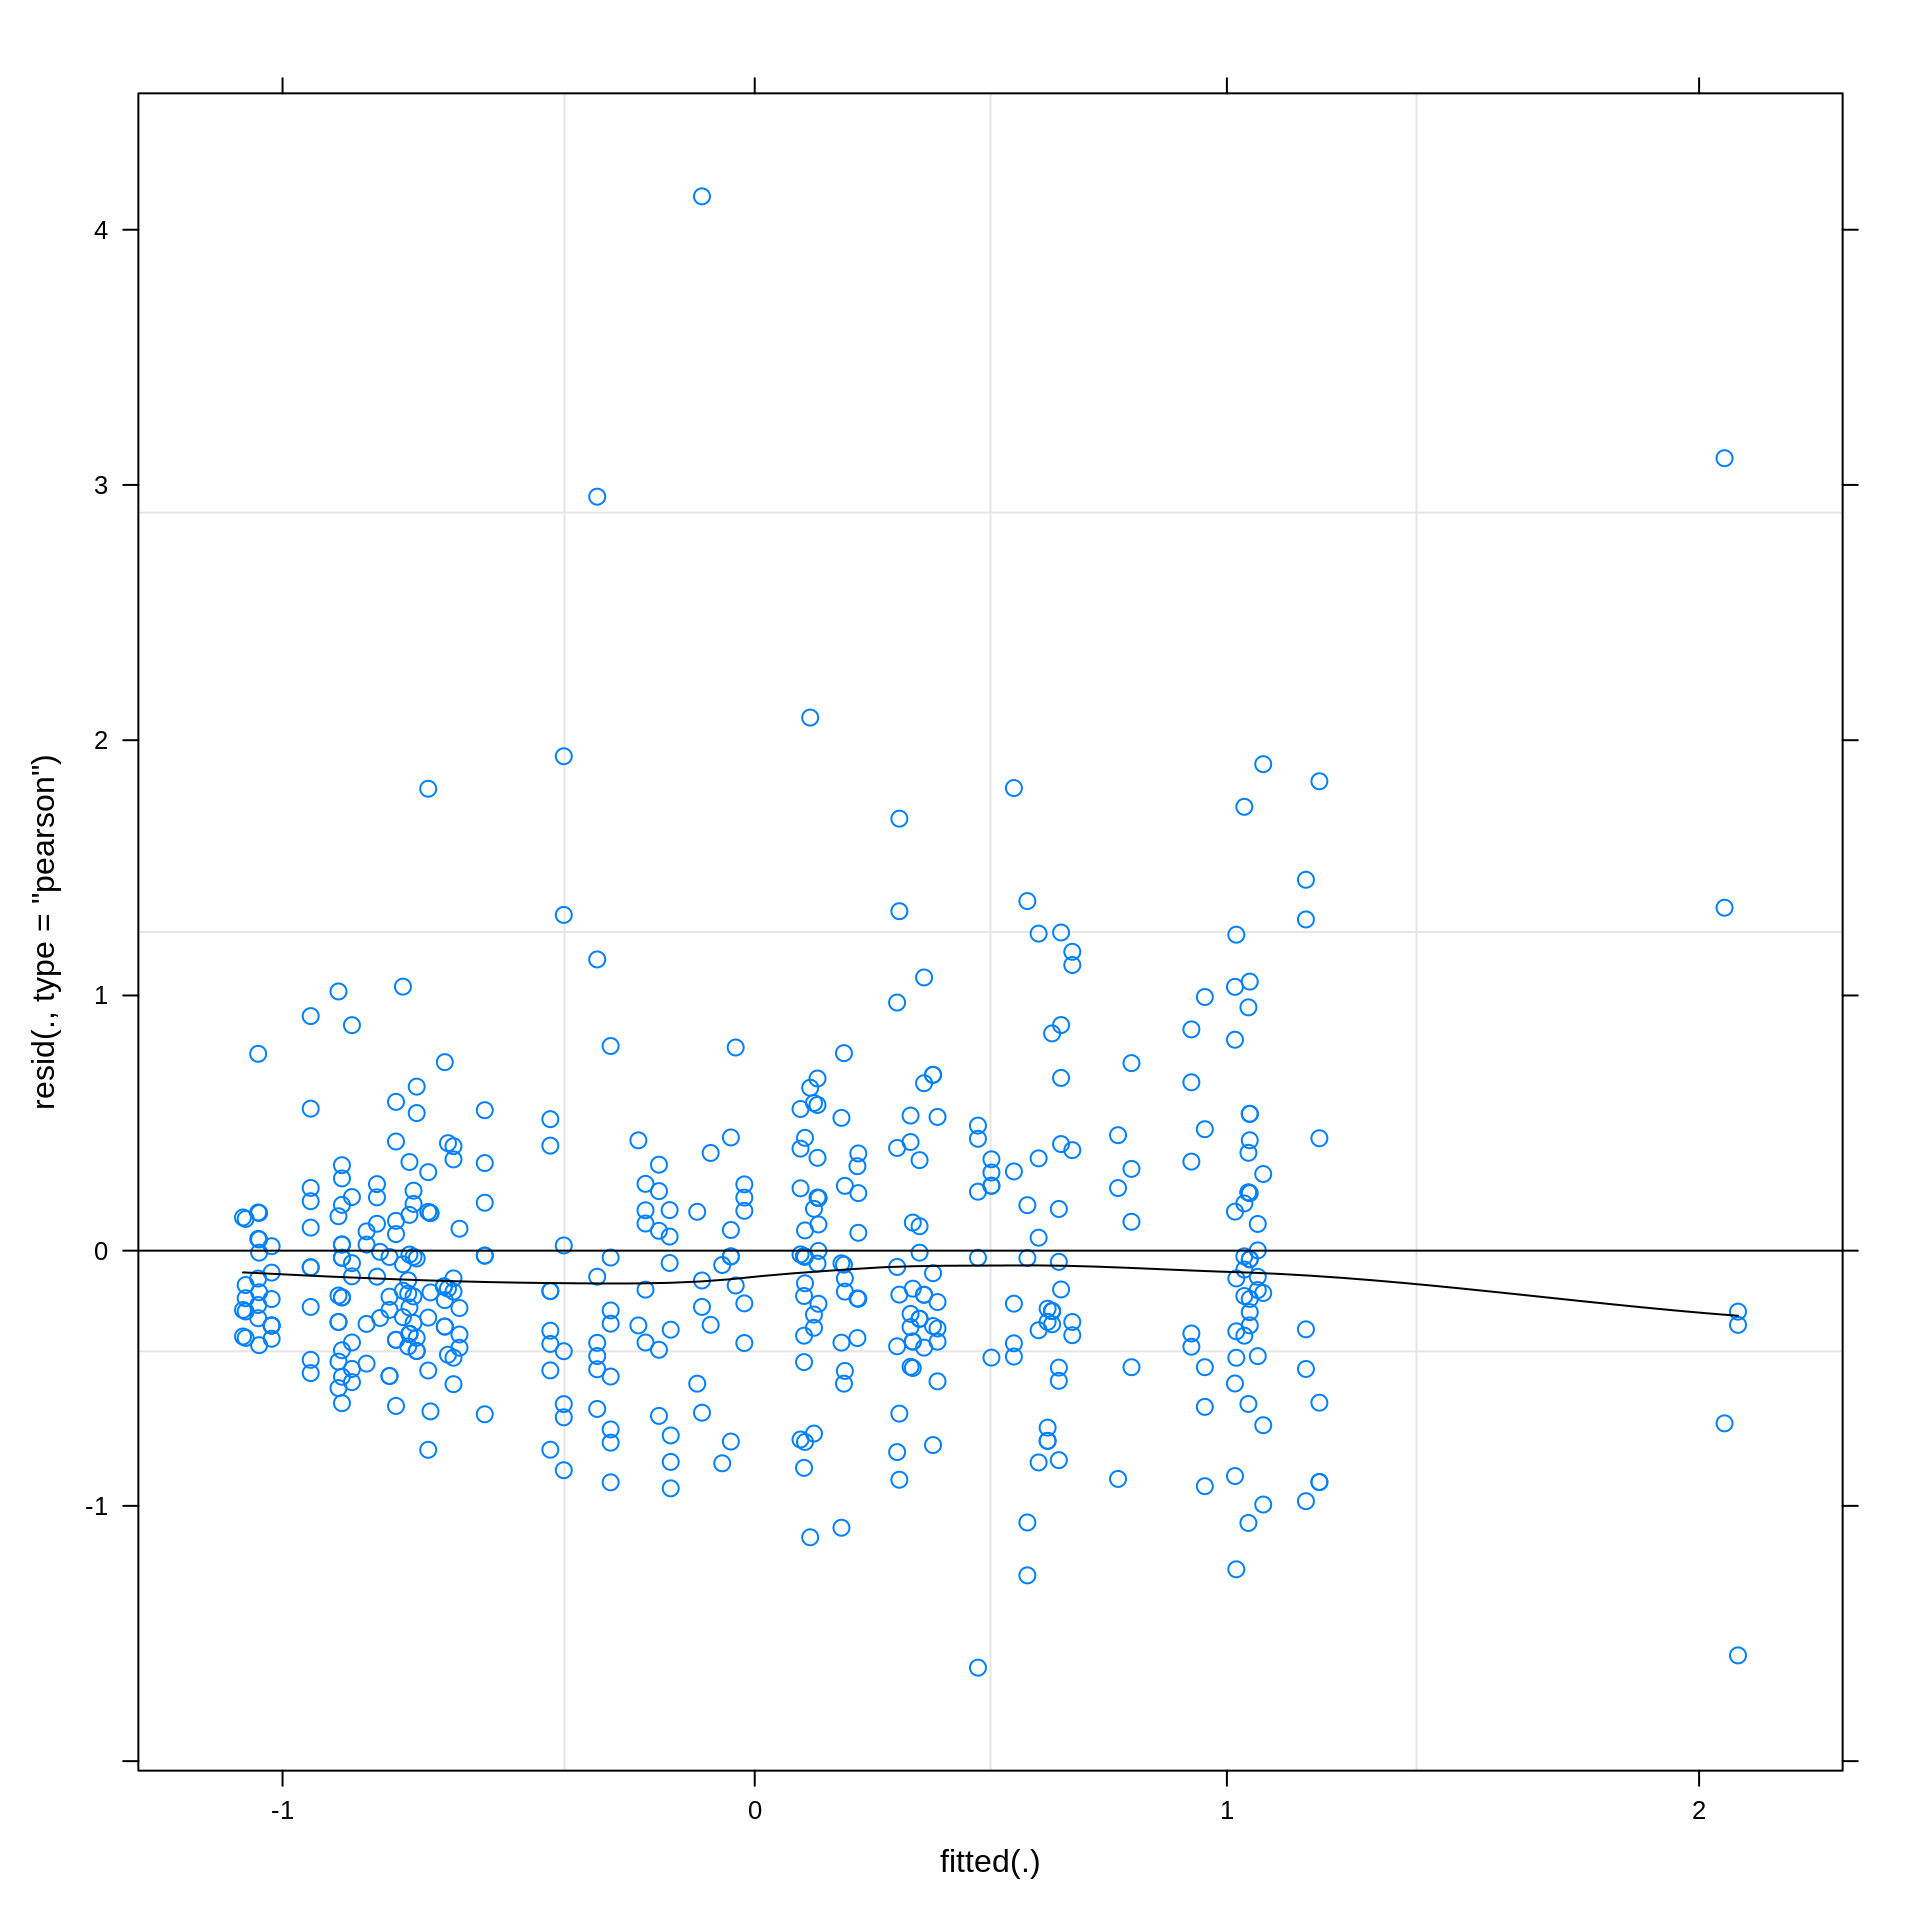 4
3
2
1
0
-1
-1 0 1 2
fitted(.)
resid(., type = "pearson")